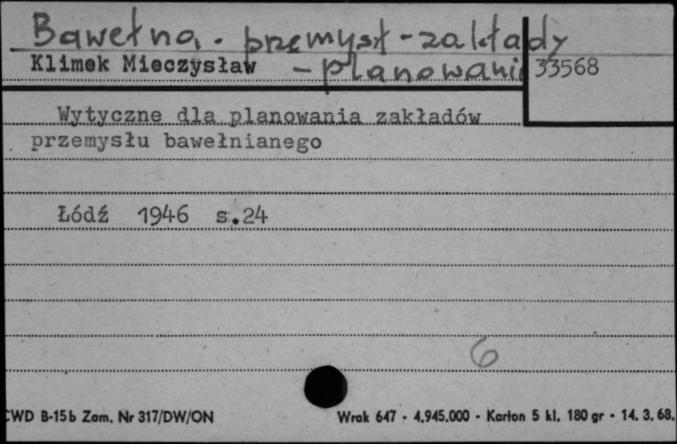 Bawełna - przemysł - zakłady
- planowanie
Klimek Mieczysław
33568
Wytyczne dla planowania zakładów
przemysłu bawełnianego
Łódź 1946 s.24
6
CWD B-15b Zam. Nr 317/DW/ON Wrak 647 - 4.945.000 - Karton 5 kl. 180 gr - 14. 3. 68.